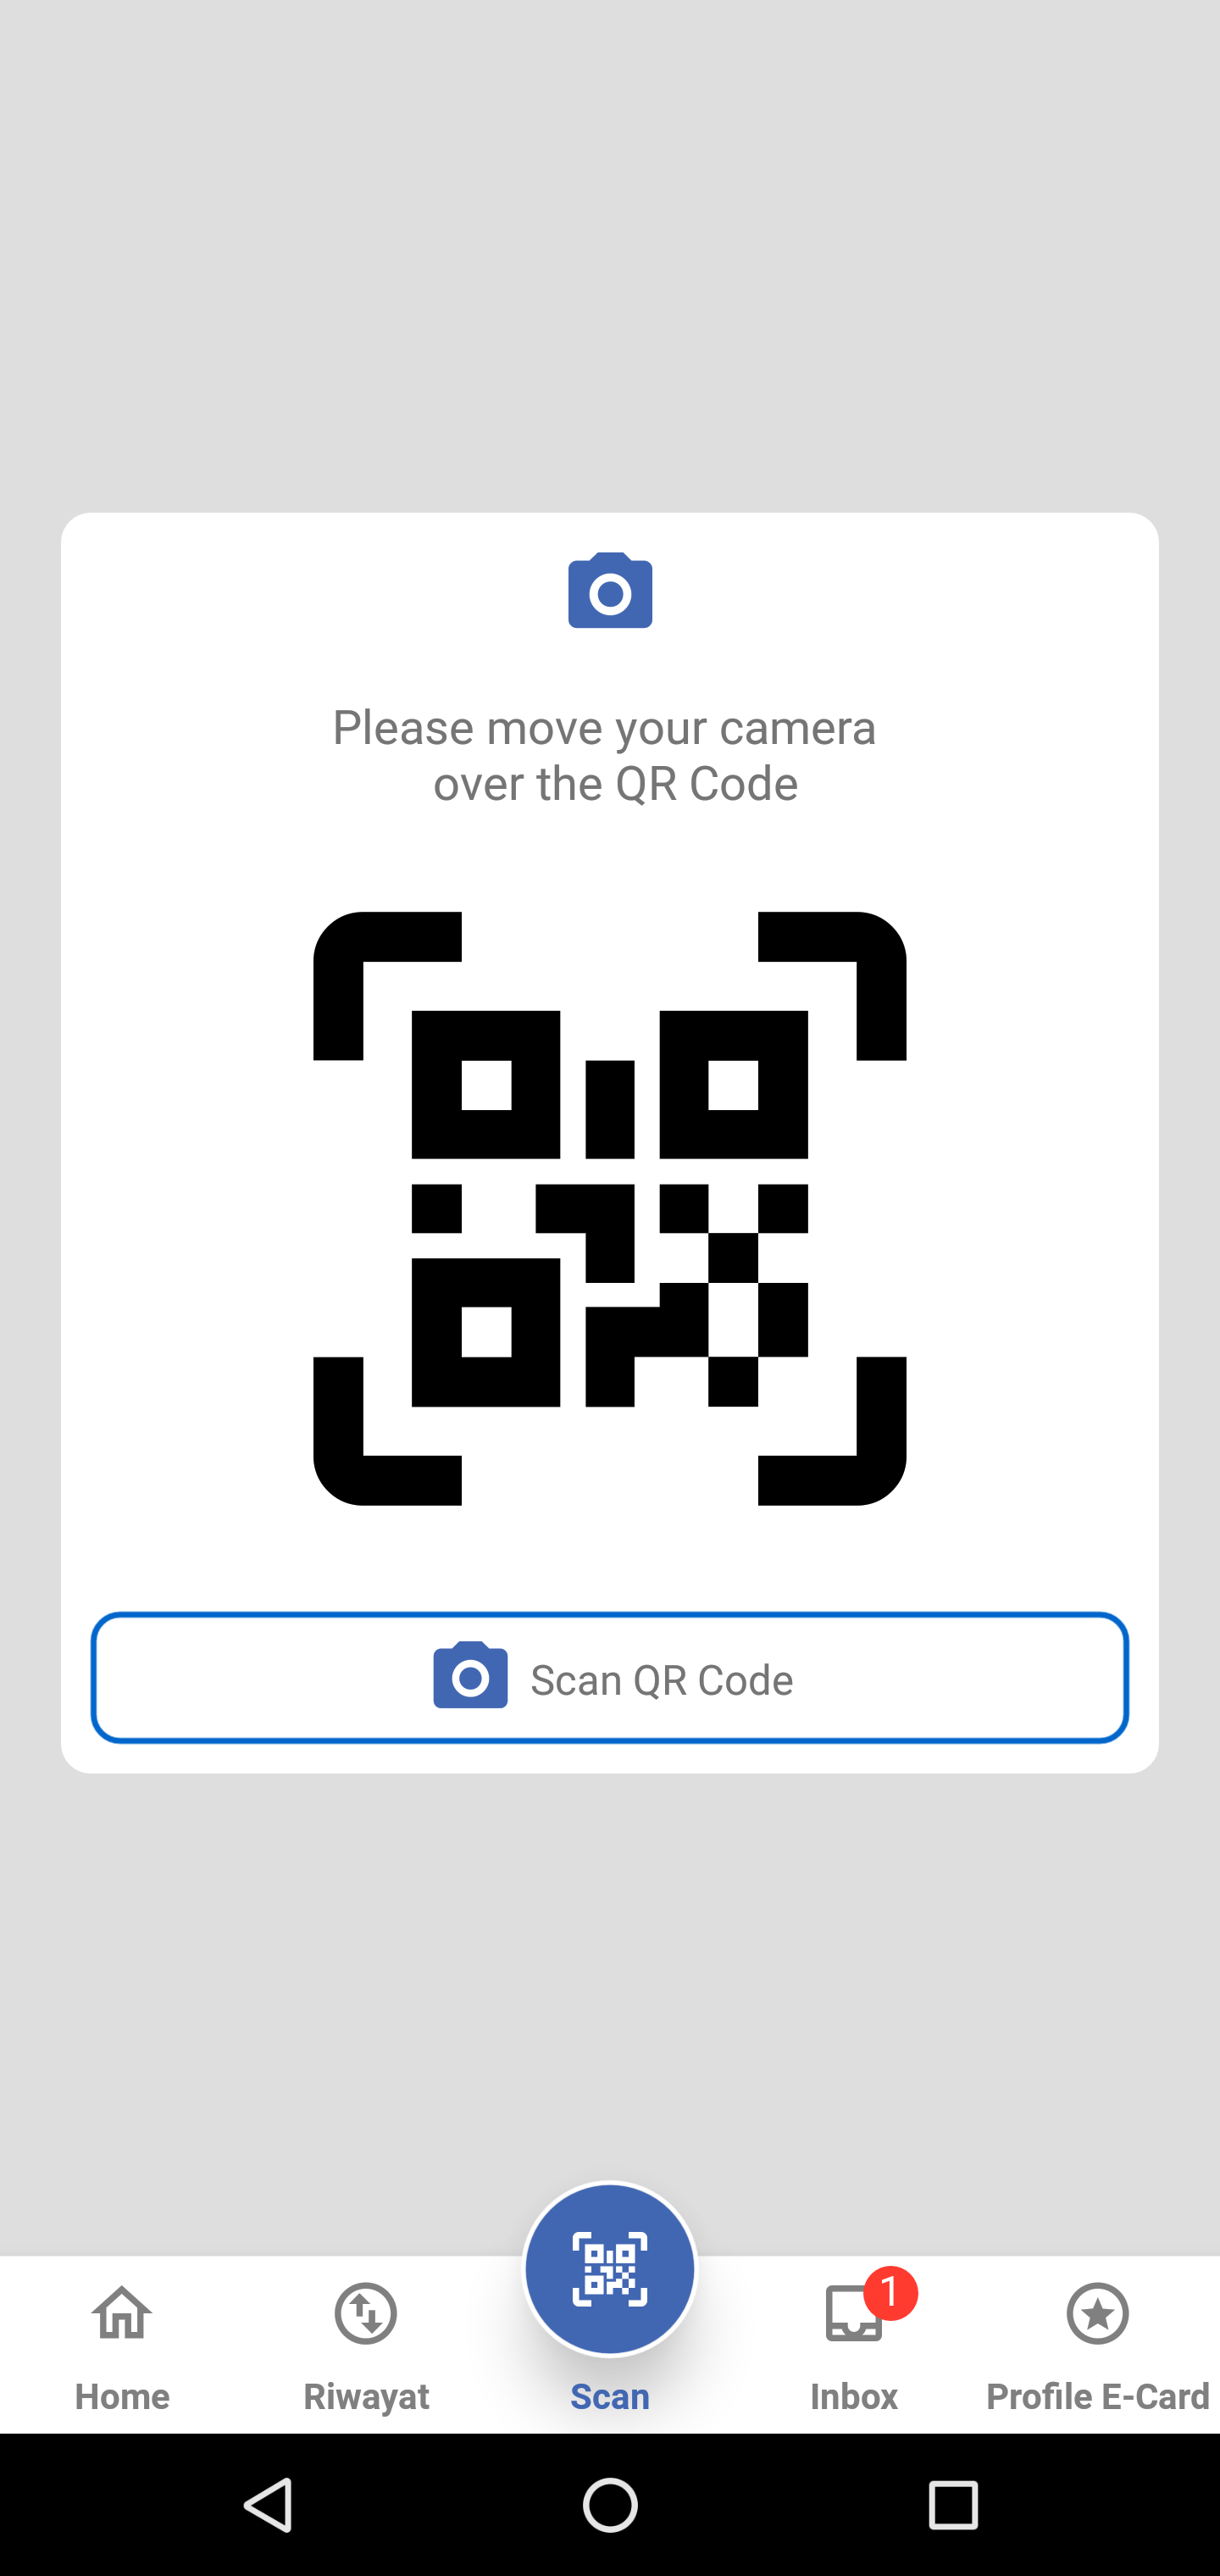 Please move your camera
over the QR Code
Scan QR Code
1
Home
Riwayat
Scan
Inbox
Profile E-Card